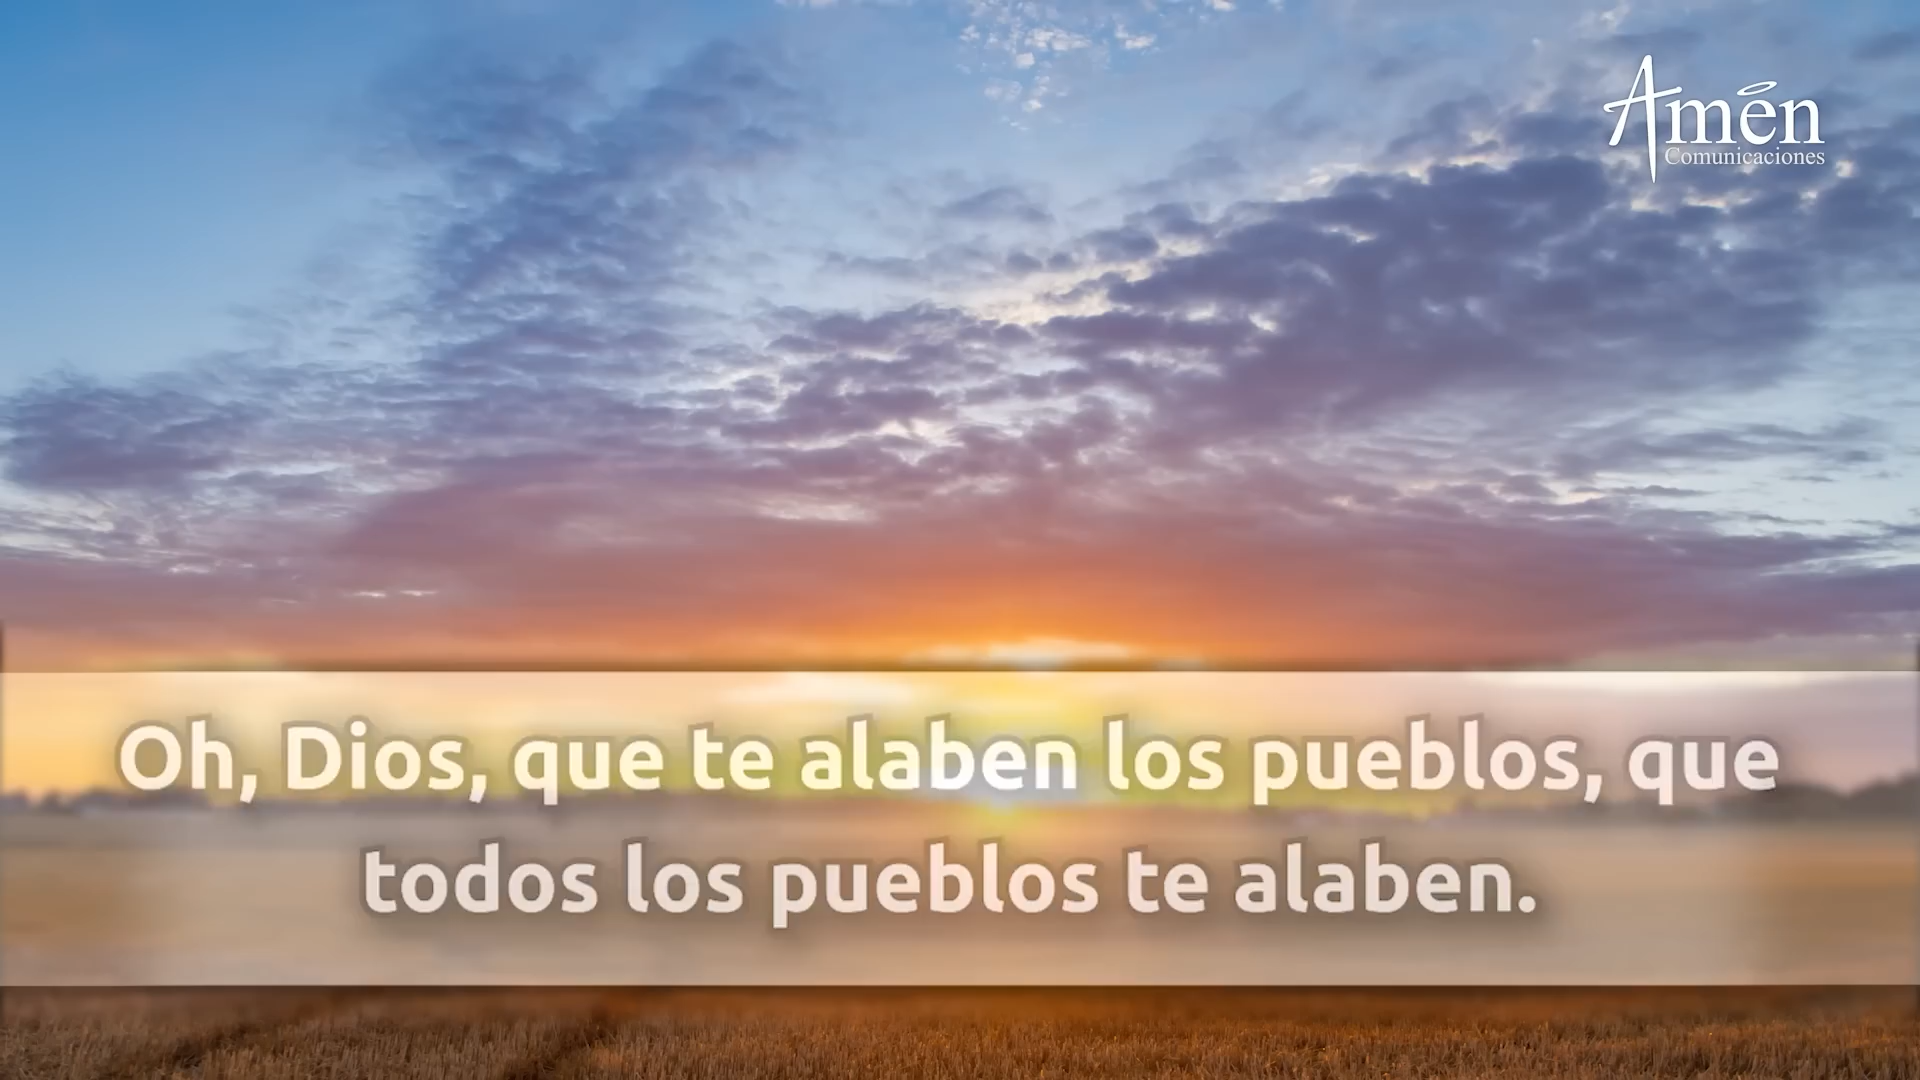 Amén
Comunicaciones
Oh, Dios, que te alaben los pueblos, que
todos los pueblos te alaben.